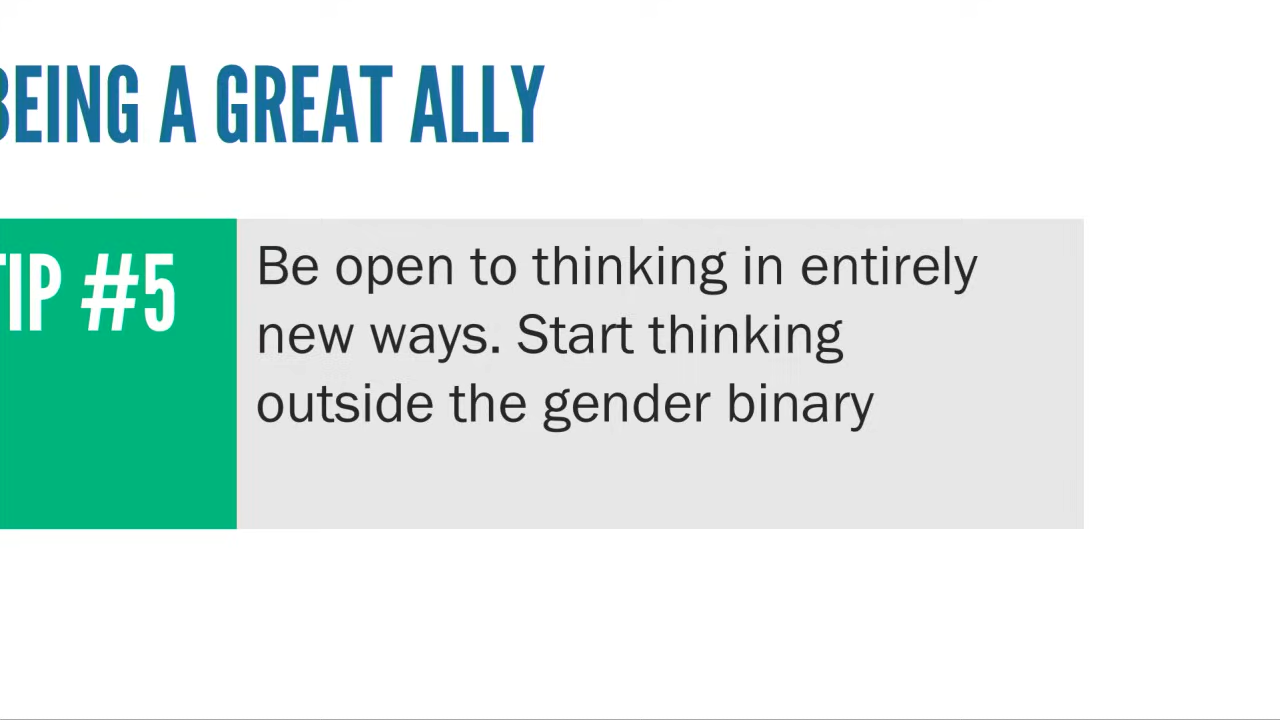 BEING A GREAT ALLY
TIP #5
Be open to thinking in entirely
new ways. Start thinking
outside the gender binary